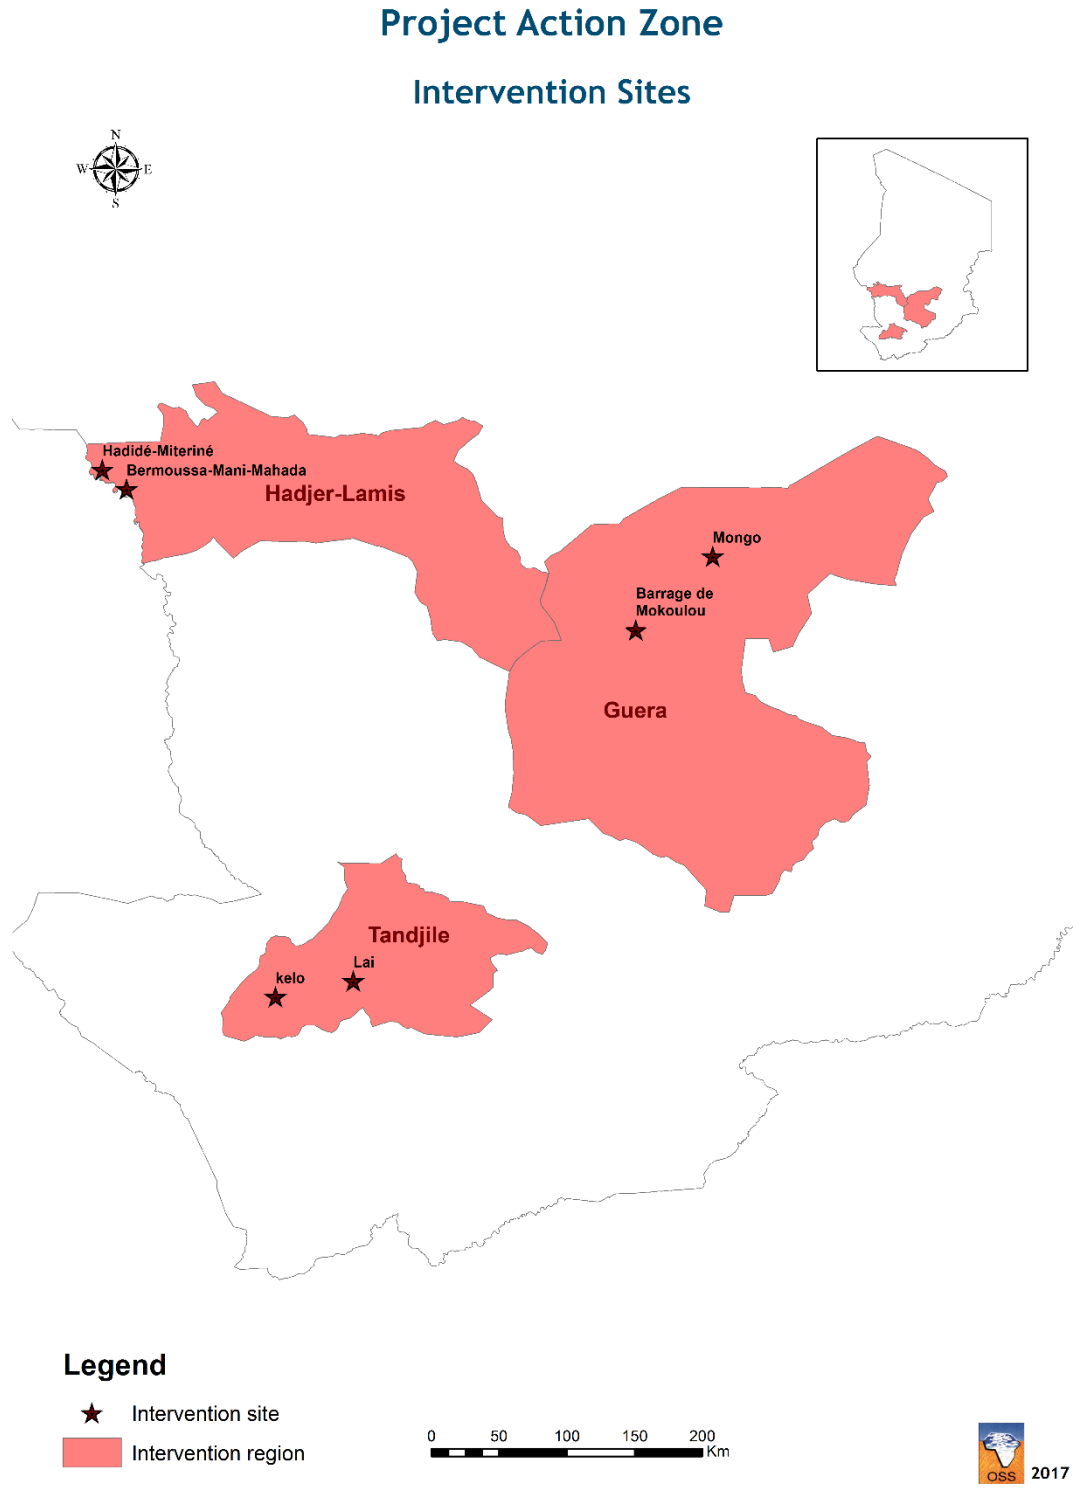 Project Action Zone
Intervention Sites
N
W E
S
Hadidé-Miteriné
Bermoussa-Mani-Mahada
Hadjer-Lamis
Mongo
Barrage de
Mokoulou
Guera
Tandjile
Lai
kelo
Legend
Intervention site
Intervention region
0 50 100 150 200
Km
OSS
2017